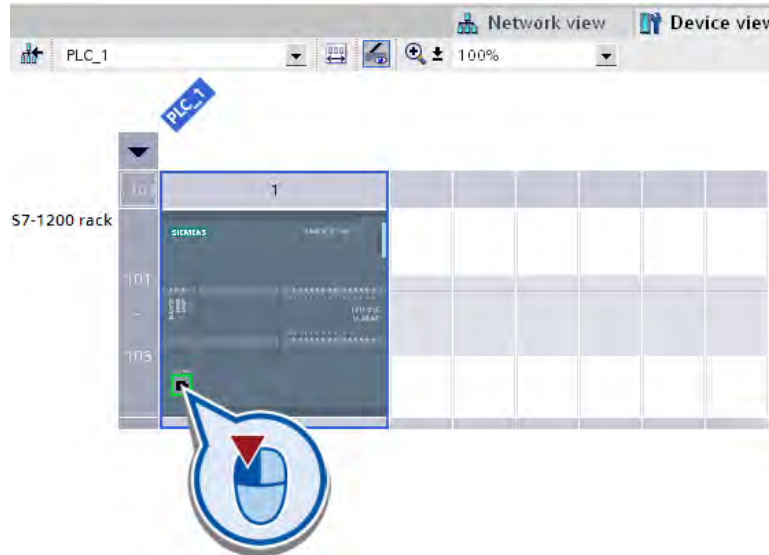 Network view Device view
PLC_1 100%
PLC_1
1
S7-1200 rack
SIEMENS
101
-
103